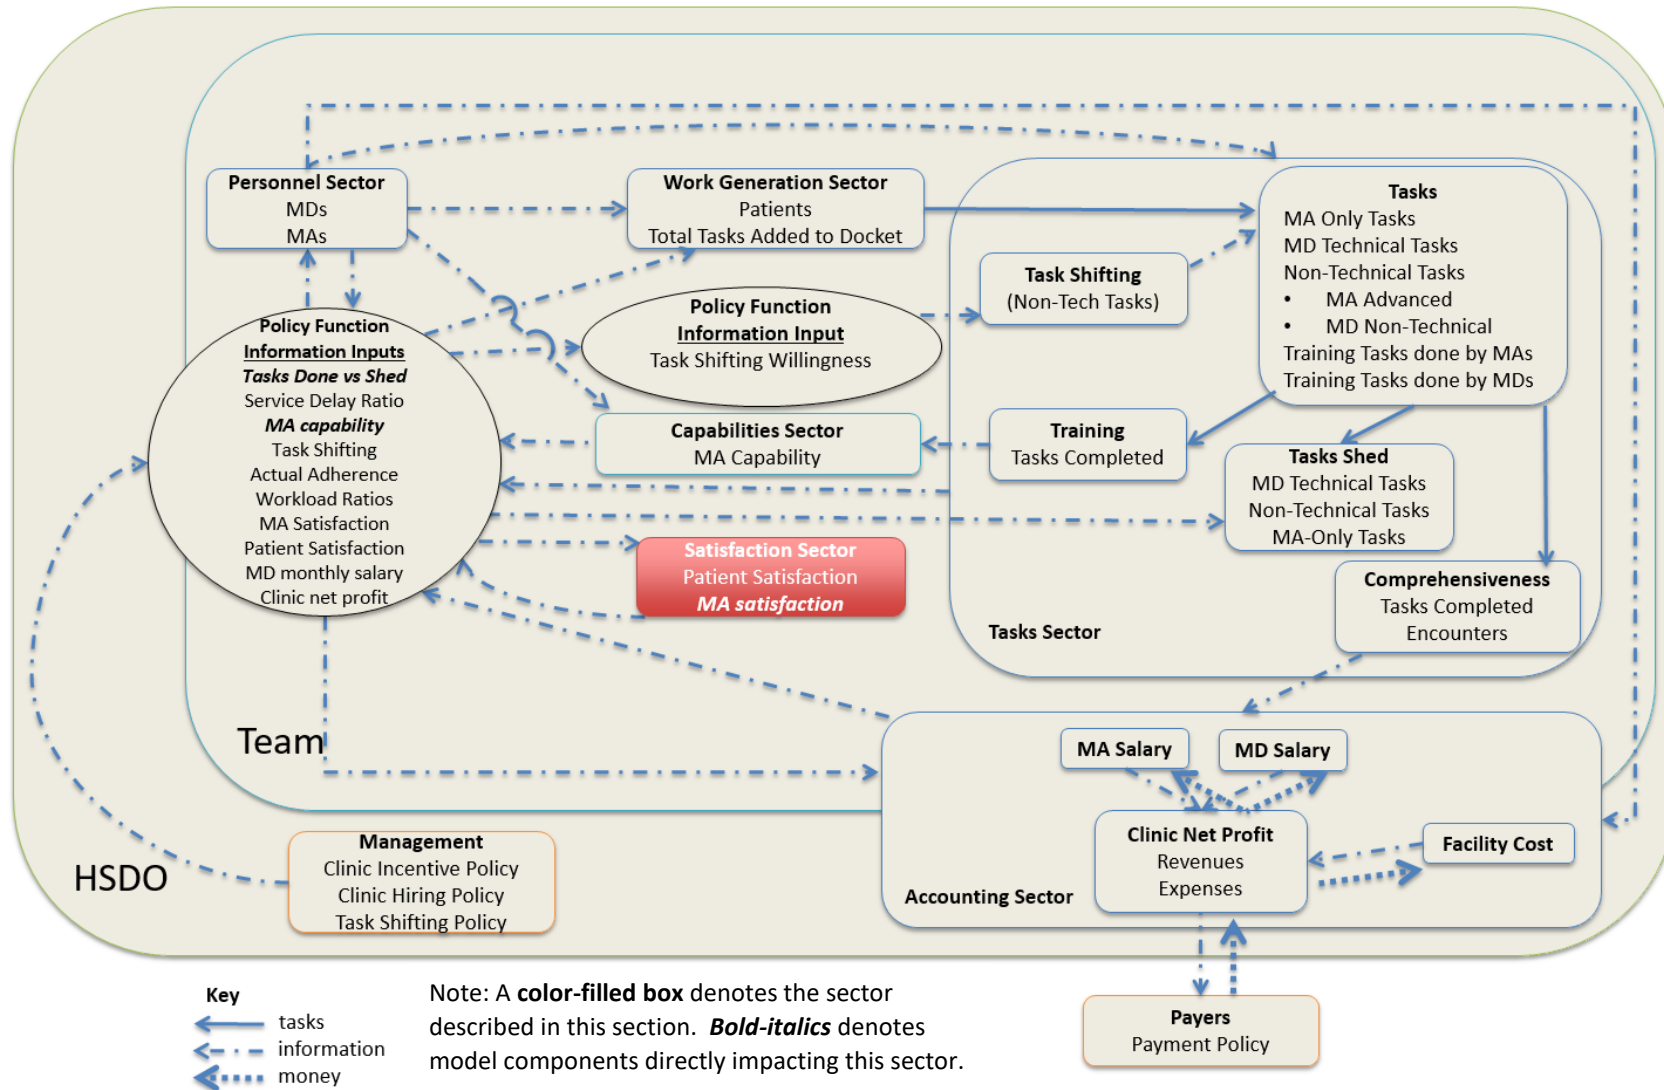 Personnel Sector
MDs
MAs
Work Generation Sector
Patients
Total Tasks Added to Docket
Tasks
MA Only Tasks
MD Technical Tasks
Non-Technical Tasks
• MA Advanced
• MD Non-Technical
Training Tasks done by MAs
Training Tasks done by MDs
Task Shifting
(Non-Tech Tasks)
Policy Function
Information Input
Task Shifting Willingness
Policy Function
Information Inputs
Tasks Done vs Shed
Service Delay Ratio
MA capability
Task Shifting
Actual Adherence
Workload Ratios
MA Satisfaction
Patient Satisfaction
MD monthly salary
Clinic net profit
Capabilities Sector
MA Capability
Training
Tasks Completed
Tasks Shed
MD Technical Tasks
Non-Technical Tasks
MA-Only Tasks
Satisfaction Sector
Patient Satisfaction
MA satisfaction
Comprehensiveness
Tasks Completed
Encounters
Tasks Sector
Team
MA Salary
MD Salary
Clinic Net Profit
Revenues
Expenses
Facility Cost
Accounting Sector
Management
Clinic Incentive Policy
Clinic Hiring Policy
Task Shifting Policy
HSDO
Payers
Payment Policy
Key
tasks
information
money
Note: A color-filled box denotes the sector
described in this section. Bold-italics denotes
model components directly impacting this sector.